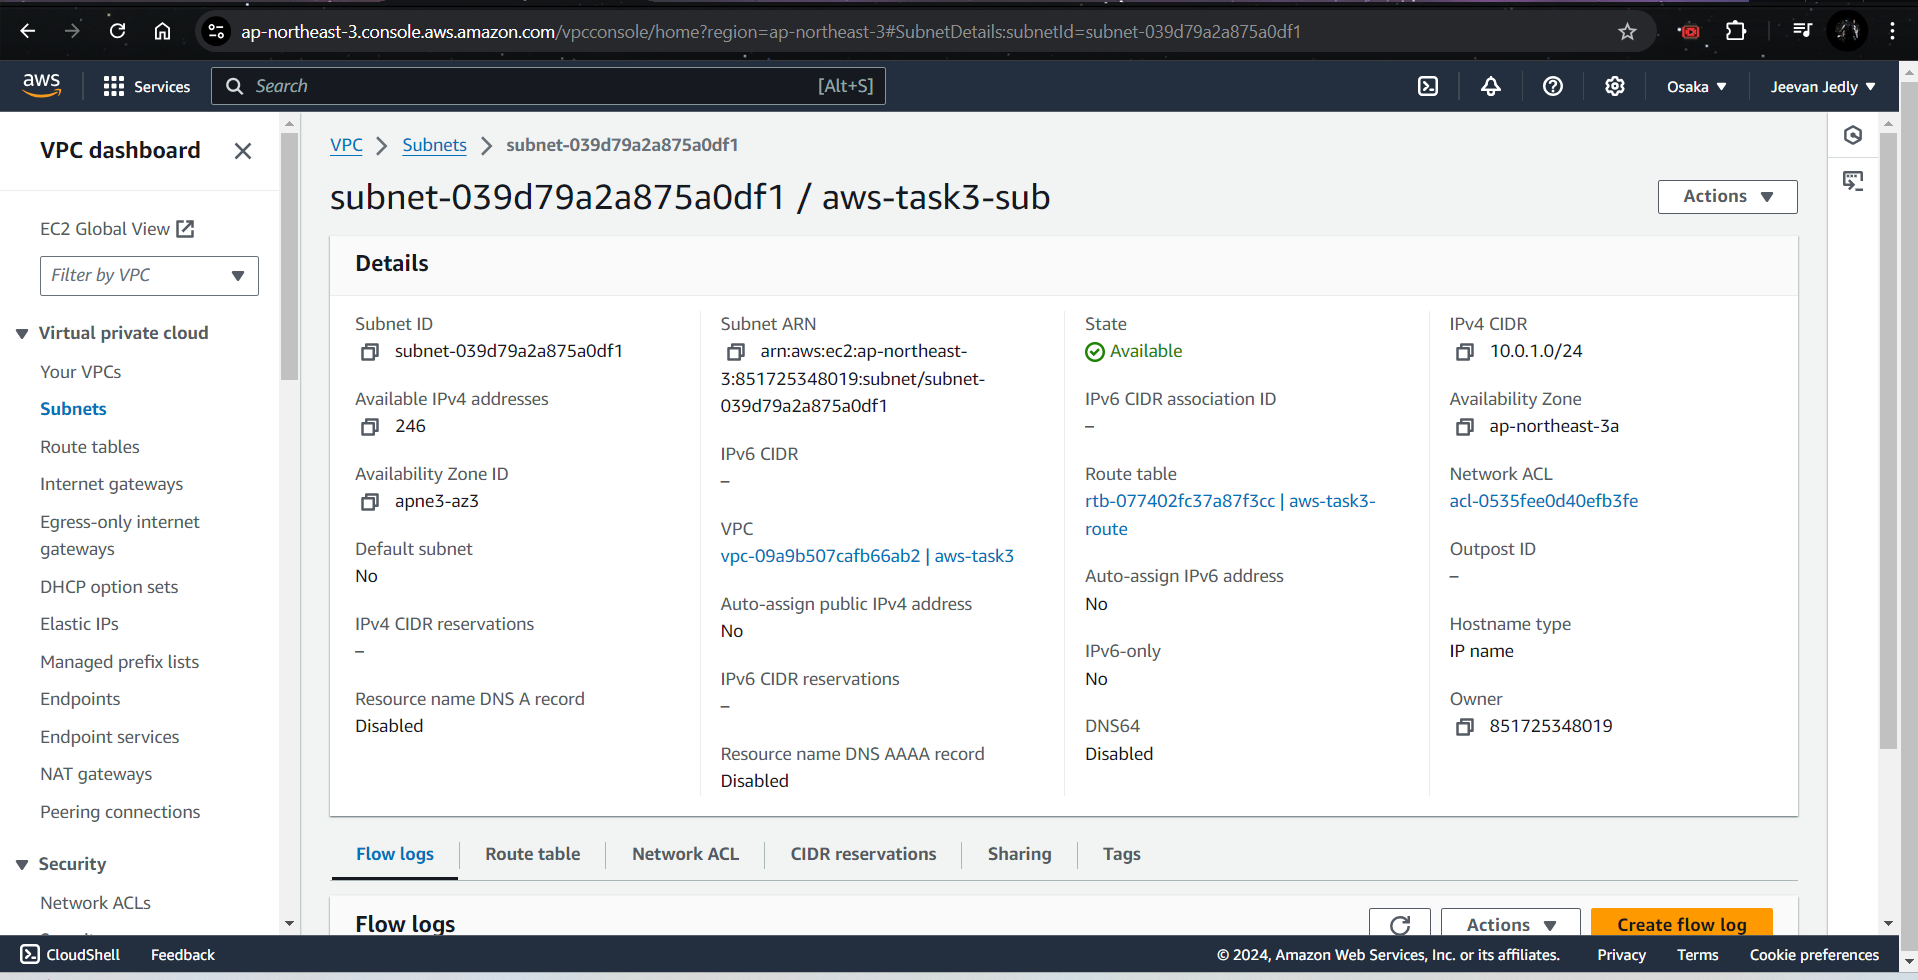 ap-northeast-3.console.aws.amazon.com/vpcconsole/home?region=ap-northeast-3#SubnetDetails:subnetId=subnet-039d79a2a875a0df1
aws
Services
Search
[Alt+S]
Osaka
Jeevan Jedly
VPC dashboard
EC2 Global View
Filter by VPC
Virtual private cloud
Your VPCs
Subnets
Route tables
Internet gateways
Egress-only internet
gateways
DHCP option sets
Elastic IPs
Managed prefix lists
Endpoints
Endpoint services
NAT gateways
Peering connections
Security
Network ACLs
VPC
Subnets
subnet-039d79a2a875a0df1
subnet-039d79a2a875a0df1 / aws-task3-sub
Actions
Details
Subnet ID
subnet-039d79a2a875a0df1
Available IPv4 addresses
246
Availability Zone ID
apne3-az3
Default subnet
No
IPv4 CIDR reservations
–
Resource name DNS A record
Disabled
Subnet ARN
arn:aws:ec2:ap-northeast-
3:851725348019:subnet/subnet-
039d79a2a875a0df1
IPv6 CIDR
–
VPC
vpc-09a9b507cafb66ab2 | aws-task3
Auto-assign public IPv4 address
No
IPv6 CIDR reservations
–
Resource name DNS AAAA record
Disabled
State
Available
IPv6 CIDR association ID
–
Route table
rtb-077402fc37a87f3cc | aws-task3-
route
Auto-assign IPv6 address
No
IPv6-only
No
DNS64
Disabled
IPv4 CIDR
10.0.1.0/24
Availability Zone
ap-northeast-3a
Network ACL
acl-0535fee0d40efb3fe
Outpost ID
–
Hostname type
IP name
Owner
851725348019
Flow logs
Route table
Network ACL
CIDR reservations
Sharing
Tags
Flow logs
Actions
Create flow log
CloudShell
Feedback
© 2024, Amazon Web Services, Inc. or its affiliates.
Privacy
Terms
Cookie preferences